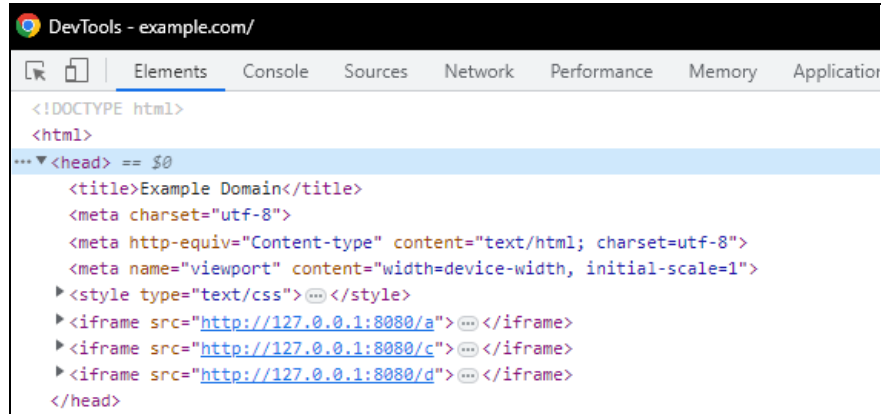 DevTools - example.com/
Elements Console Sources Network Performance Memory Application
<!DOCTYPE html>
<html>
··· ▼<head> == $0
<title>Example Domain</title>
<meta charset="utf-8">
<meta http-equiv="Content-type" content="text/html; charset=utf-8">
<meta name="viewport" content="width=device-width, initial-scale=1">
▶<style type="text/css">…</style>
▶<iframe src="http://127.0.0.1:8080/a">…</iframe>
▶<iframe src="http://127.0.0.1:8080/c">…</iframe>
▶<iframe src="http://127.0.0.1:8080/d">…</iframe>
</head>